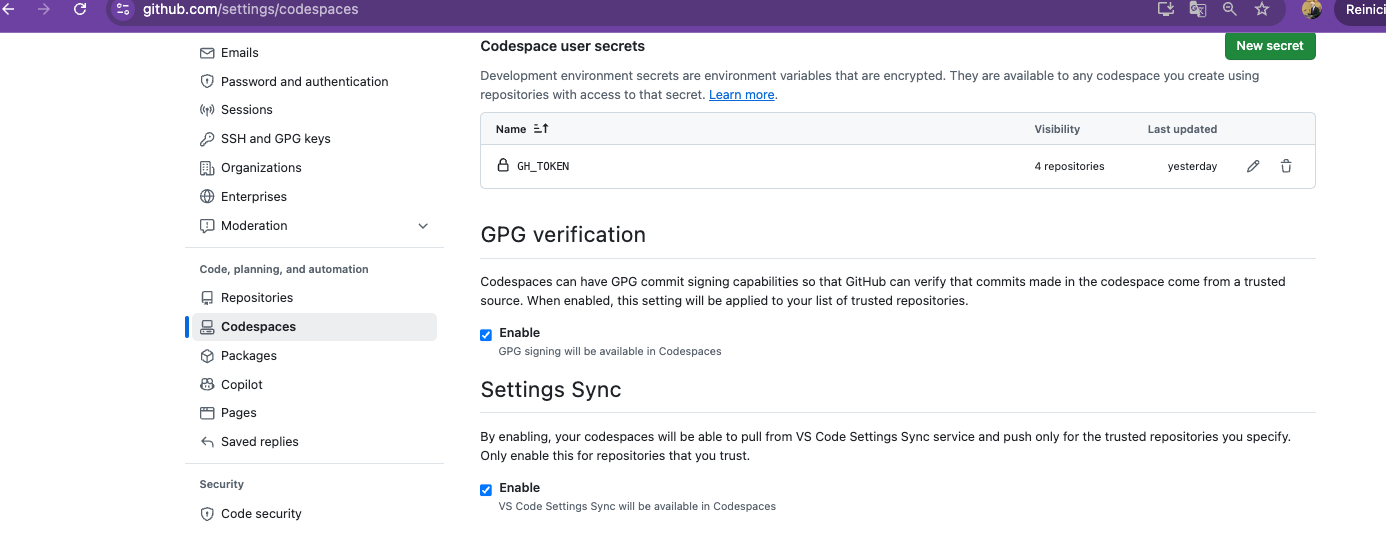 github.com/settings/codespaces
Reinici
Emails
Password and authentication
Sessions
SSH and GPG keys
Organizations
Enterprises
Moderation
Code, planning, and automation
Repositories
Codespaces
Packages
Copilot
Pages
Saved replies
Security
Code security
Codespace user secrets
New secret
Development environment secrets are environment variables that are encrypted. They are available to any codespace you create using
repositories with access to that secret. Learn more.
Name Visibility Last updated
GH_TOKEN 4 repositories yesterday
GPG verification
Codespaces can have GPG commit signing capabilities so that GitHub can verify that commits made in the codespace come from a trusted
source. When enabled, this setting will be applied to your list of trusted repositories.
Enable
GPG signing will be available in Codespaces
Settings Sync
By enabling, your codespaces will be able to pull from VS Code Settings Sync service and push only for the trusted repositories you specify.
Only enable this for repositories that you trust.
Enable
VS Code Settings Sync will be available in Codespaces